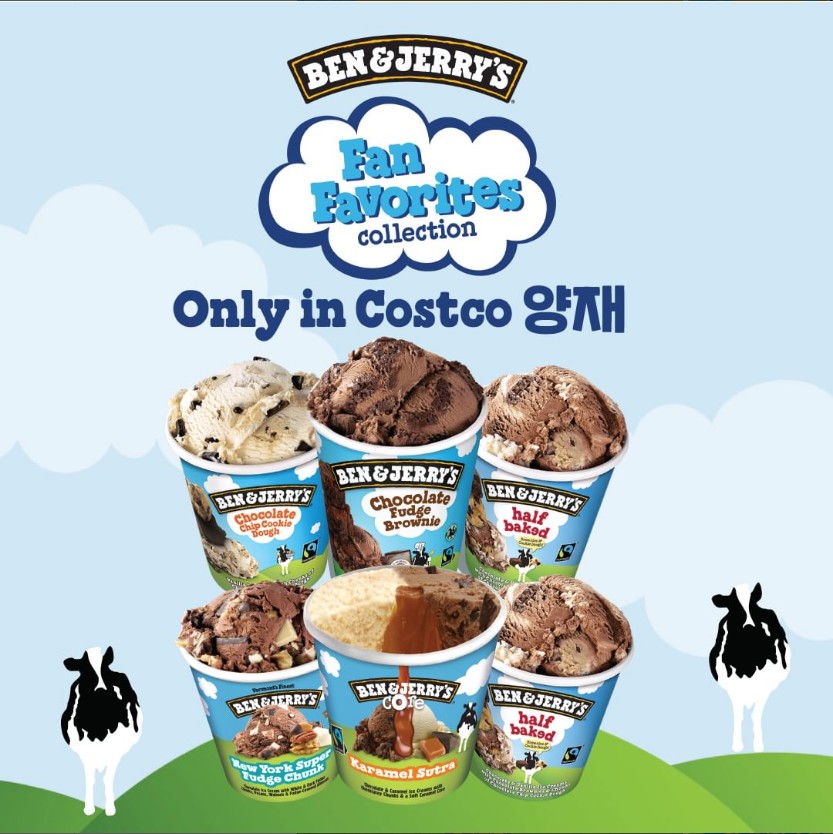 BEN & JERRY'S
Fan
Favorites
collection
Only in Costco 양재
BEN & JERRY'S
Chocolate
Chip Cookie
Dough
BEN & JERRY'S
Chocolate
Fudge
Brownie
BEN & JERRY'S
half
baked
Vermont's Finest
BEN & JERRY'S
New York Super
Fudge Chunk
BEN & JERRY'S
Core
Karamel Sutra
BEN & JERRY'S
half
baked